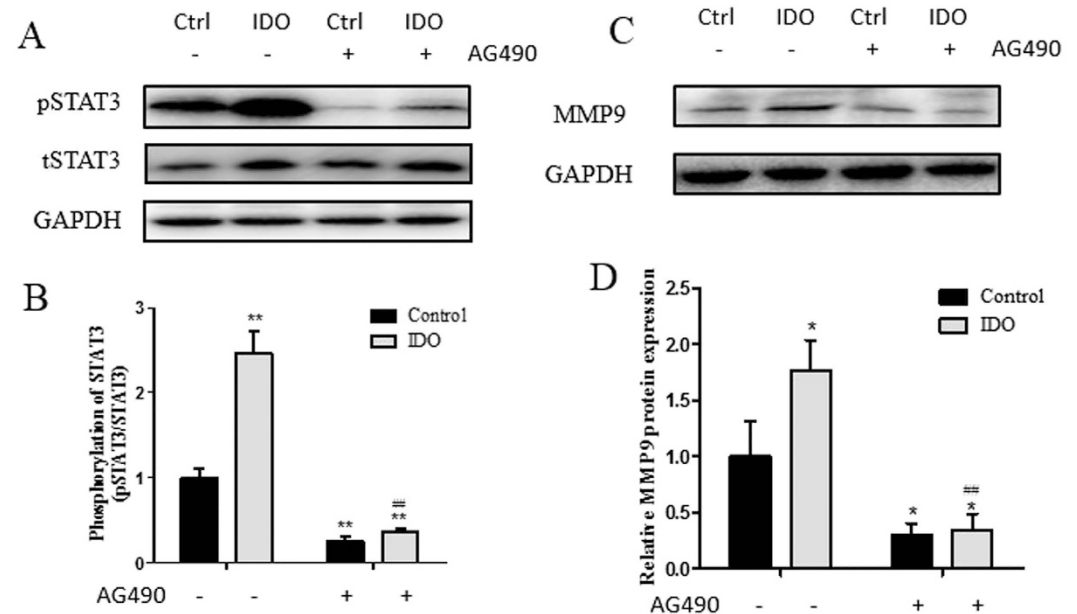 A
Ctrl IDO Ctrl IDO
- - + + AG490
pSTAT3
tSTAT3
GAPDH
C
Ctrl IDO Ctrl IDO
- - + + AG490
MMP9
GAPDH
B
Phosphorylation of STAT3
(pSTAT3/STAT3)
3
2
1
0
**
**
##
**
Control
IDO
AG490 - - + +
D
Relative MMP9 protein expression
2.5
2.0
1.5
1.0
0.5
0.0
*
*
##
*
Control
IDO
AG490 - - + +